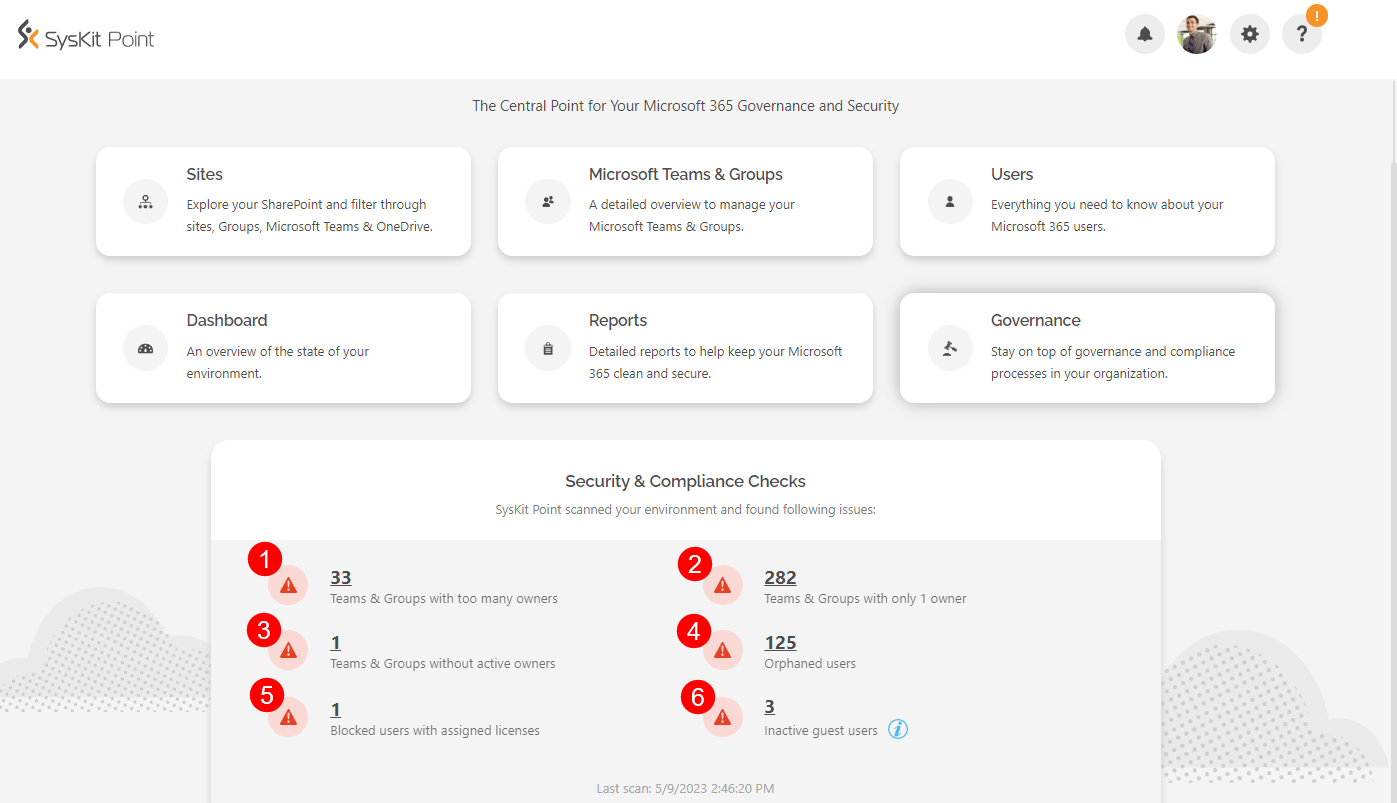 SysKit Point
!
?
The Central Point for Your Microsoft 365 Governance and Security
Sites
Explore your SharePoint and filter through
sites, Groups, Microsoft Teams & OneDrive.
Microsoft Teams & Groups
A detailed overview to manage your
Microsoft Teams & Groups.
Users
Everything you need to know about your
Microsoft 365 users.
Dashboard
An overview of the state of your
environment.
Reports
Detailed reports to help keep your Microsoft
365 clean and secure.
Governance
Stay on top of governance and compliance
processes in your organization.
Security & Compliance Checks
SysKit Point scanned your environment and found following issues:
1
33
Teams & Groups with too many owners
2
282
Teams & Groups with only 1 owner
3
1
Teams & Groups without active owners
4
125
Orphaned users
5
1
Blocked users with assigned licenses
6
3
Inactive guest users i
Last scan: 5/9/2023 2:46:20 PM